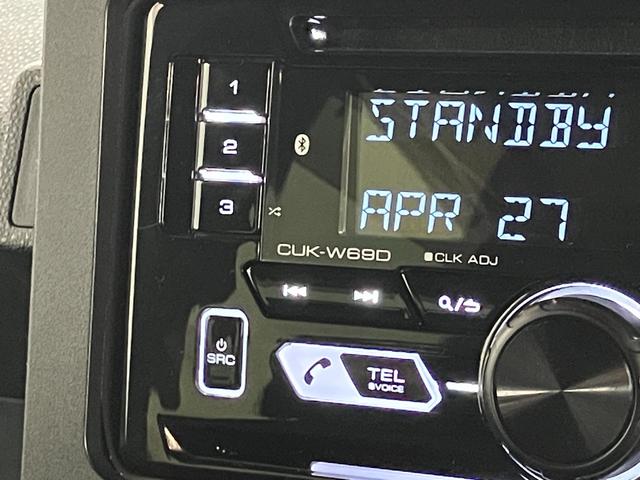 1
STANDBY
2
3
APR 27
CUK-W69D
CLK ADJ
SRC
TEL
&VOICE